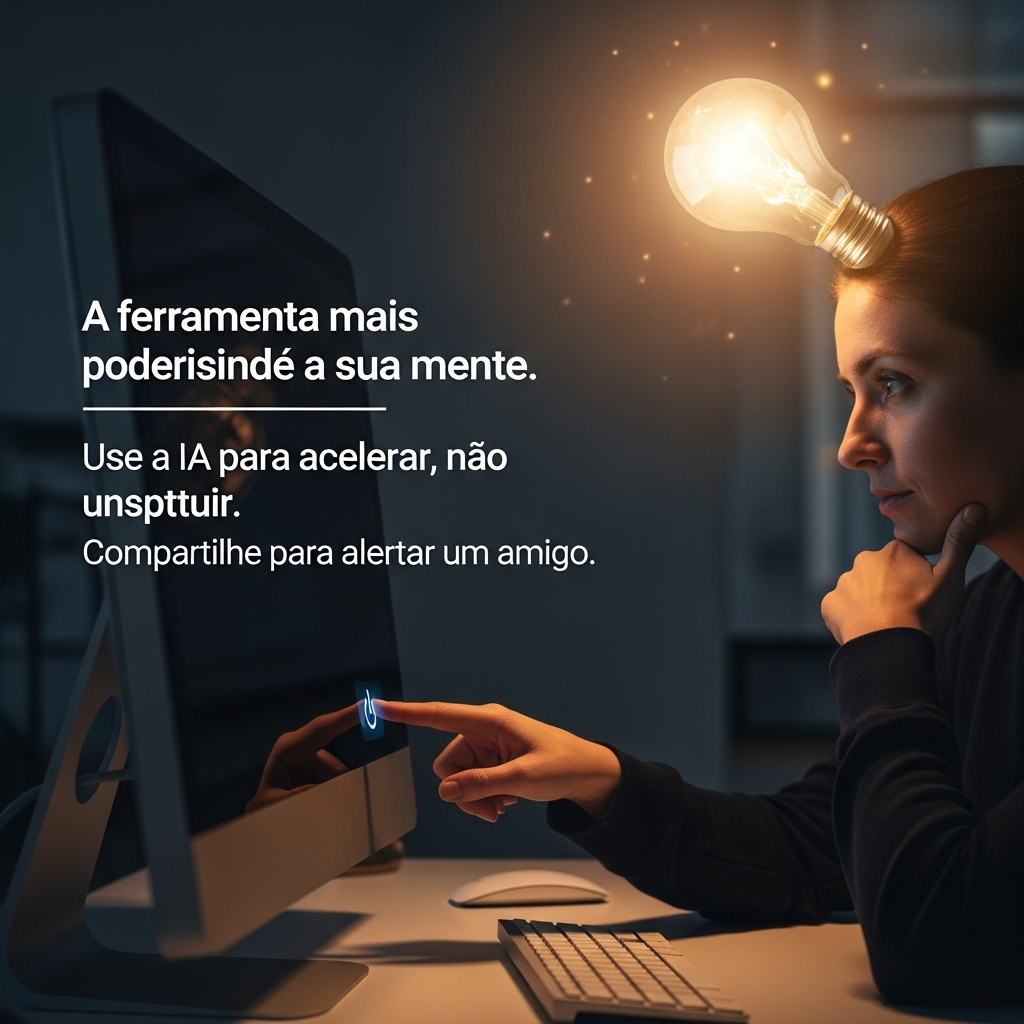 A ferramenta mais
poderisindé a sua mente.
Use a IA para acelerar, não
unspttuir.
Compartilhe para alertar um amigo.